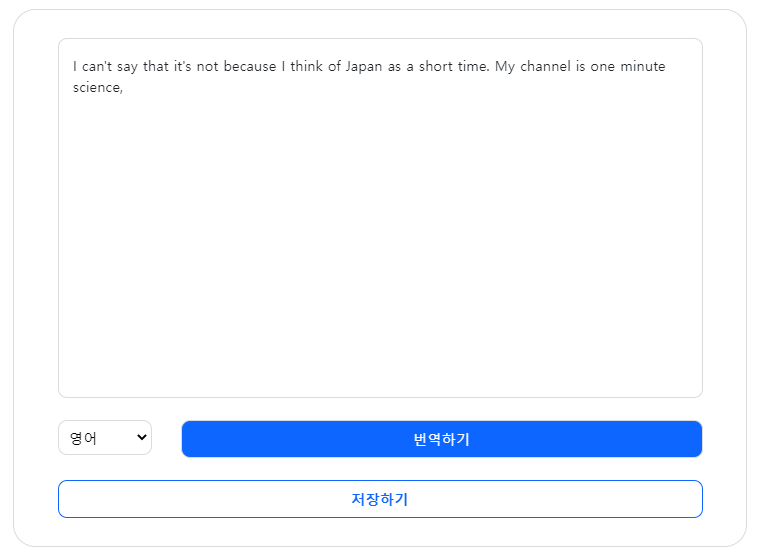 I can't say that it's not because I think of Japan as a short time. My channel is one minute
science,
영어
번역하기
저장하기